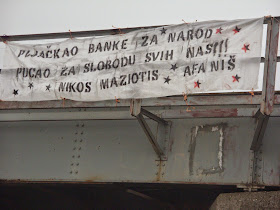 PLJAČKAO BANKE ZA NAROD
PUCAO ZA SLOBODU SVIH NAS!!!
NIKOS MAZIOTIS ★ AFA NIŠ